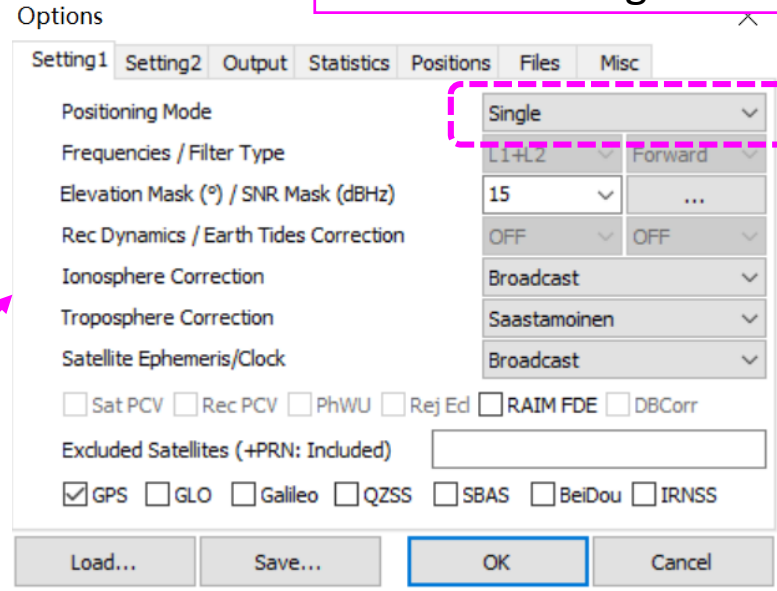 Options
Setting1 Setting2 Output Statistics Positions Files Misc
Positioning Mode Single
Frequencies / Filter Type L1+L2 Forward
Elevation Mask (°) / SNR Mask (dBHz) 15 ...
Rec Dynamics / Earth Tides Correction OFF OFF
Ionosphere Correction Broadcast
Troposphere Correction Saastamoinen
Satellite Ephemeris/Clock Broadcast
Sat PCV Rec PCV PhWU Rej Ecl RAIM FDE DBCorr
Excluded Satellites (+PRN: Included)
GPS GLO Galileo QZSS SBAS BeiDou IRNSS
Load... Save... OK Cancel